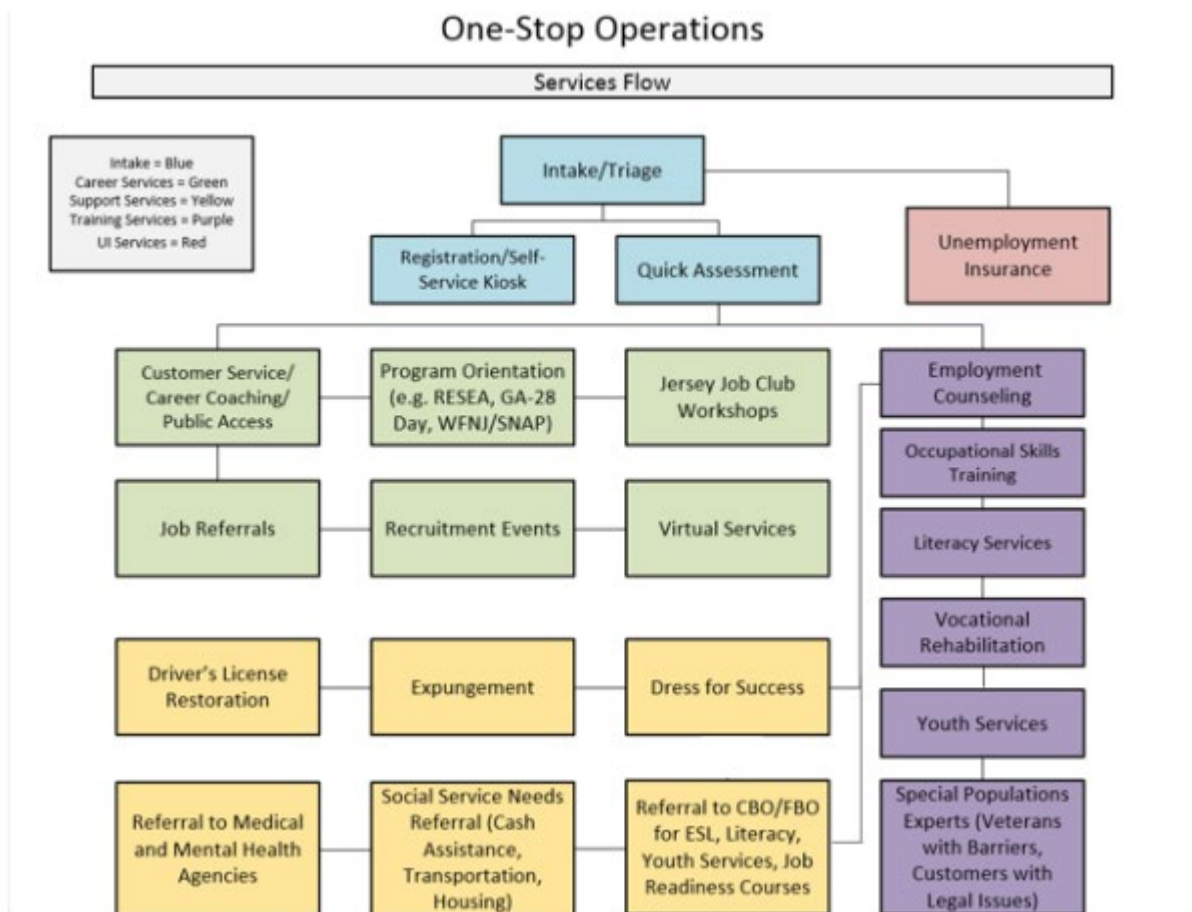 One-Stop Operations
Services Flow
Intake = Blue
Career Services = Green
Support Services = Yellow
Training Services = Purple
UI Services = Red
Intake/Triage
Registration/Self-
Service Kiosk
Quick Assessment
Unemployment
Insurance
Customer Service/
Career Coaching/
Public Access
Program Orientation
(e.g. RESEA, GA-28
Day, WFNJ/SNAP)
Jersey Job Club
Workshops
Employment
Counseling
Occupational Skills
Training
Job Referrals
Recruitment Events
Virtual Services
Literacy Services
Vocational
Rehabilitation
Driver's License
Restoration
Expungement
Dress for Success
Youth Services
Referral to Medical
and Mental Health
Agencies
Social Service Needs
Referral (Cash
Assistance,
Transportation,
Housing)
Referral to CBO/FBO
for ESL, Literacy,
Youth Services, Job
Readiness Courses
Special Populations
Experts (Veterans
with Barriers,
Customers with
Legal Issues)